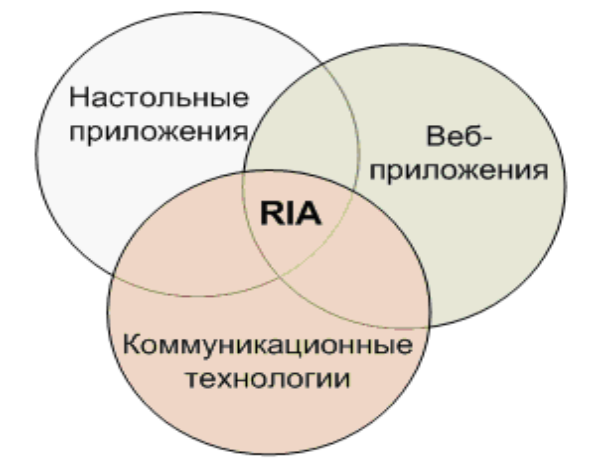 Настольные
приложения
Веб-
приложения
RIA
Коммуникационные
технологии